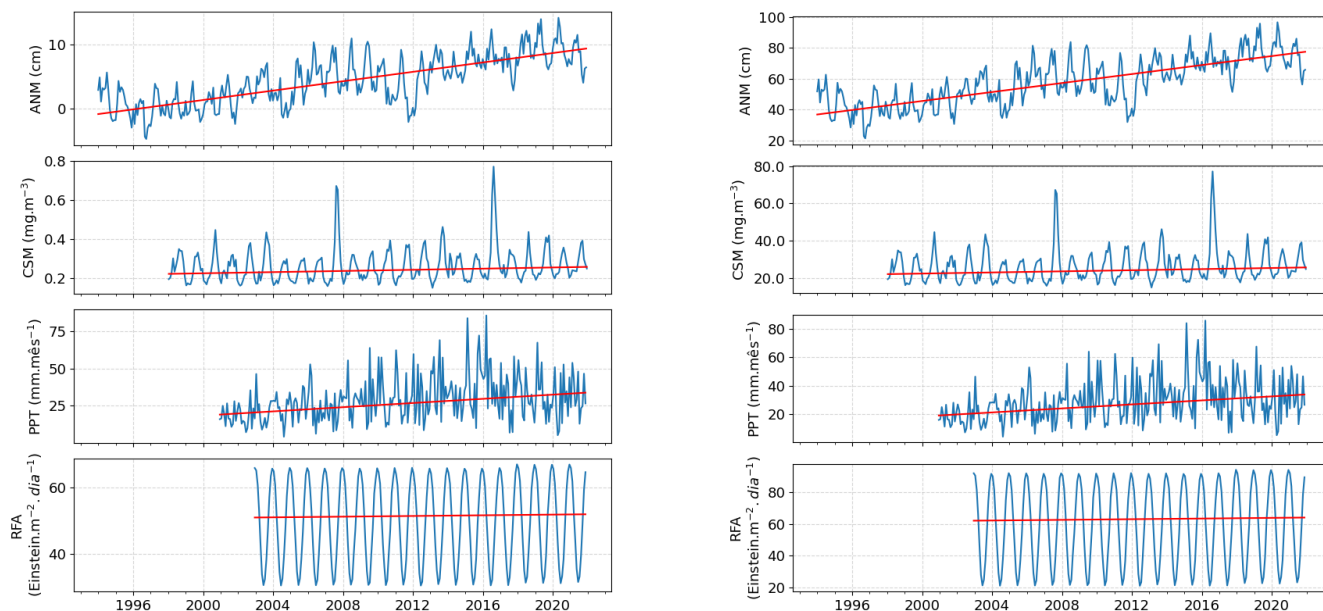 ANM (cm)
10
0
CSM (mg.m⁻³)
0.8
0.6
0.4
0.2
PPT (mm.mês⁻¹)
75
50
25
RFA
(Einstein.m⁻². dia⁻¹)
60
40
1996 2000 2004 2008 2012 2016 2020
ANM (cm)
100
80
60
40
20
CSM (mg.m⁻³)
80.0
60.0
40.0
20.0
PPT (mm.mês⁻¹)
80
60
40
20
RFA
(Einstein.m⁻². dia⁻¹)
80
60
40
20
1996 2000 2004 2008 2012 2016 2020